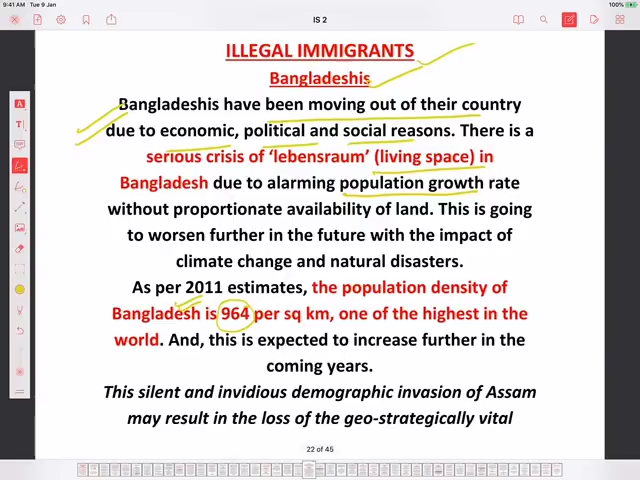 9:41 AM Tue 9 Jan
100%
IS 2
ILLEGAL IMMIGRANTS
Bangladeshis
Bangladeshis have been moving out of their country
due to economic, political and social reasons. There is a
serious crisis of ‘lebensraum’ (living space) in
Bangladesh due to alarming population growth rate
without proportionate availability of land. This is going
to worsen further in the future with the impact of
climate change and natural disasters.
As per 2011 estimates, the population density of
Bangladesh is 964 per sq km, one of the highest in the
world. And, this is expected to increase further in the
coming years.
This silent and invidious demographic invasion of Assam
may result in the loss of the geo-strategically vital
22 of 45